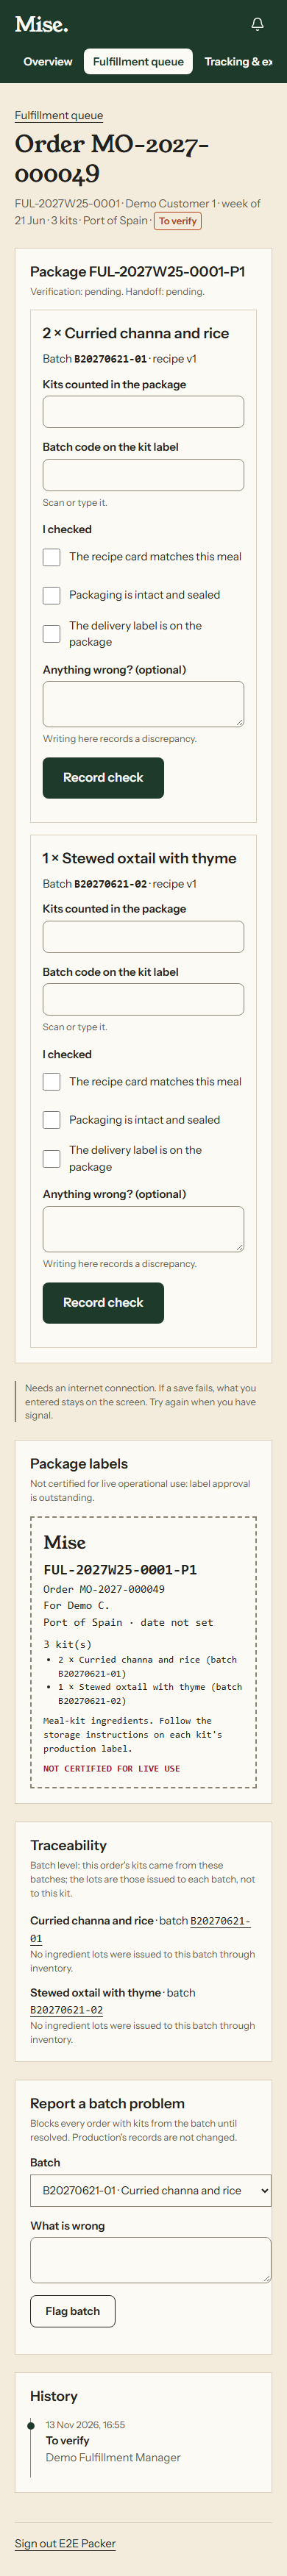 Mise.
Overview
Fulfillment queue
Tracking & ex
Fulfillment queue
Order MO-2027-
000049
FUL-2027W25-0001 · Demo Customer 1 · week of
21 Jun · 3 kits · Port of Spain · To verify
Package FUL-2027W25-0001-P1
Verification: pending. Handoff: pending.
2 × Curried channa and rice
Batch B20270621-01 · recipe v1
Kits counted in the package
Batch code on the kit label
Scan or type it.
I checked
The recipe card matches this meal
Packaging is intact and sealed
The delivery label is on the
package
Anything wrong? (optional)
Writing here records a discrepancy.
Record check
1 × Stewed oxtail with thyme
Batch B20270621-02 · recipe v1
Kits counted in the package
Batch code on the kit label
Scan or type it.
I checked
The recipe card matches this meal
Packaging is intact and sealed
The delivery label is on the
package
Anything wrong? (optional)
Writing here records a discrepancy.
Record check
Needs an internet connection. If a save fails, what you
entered stays on the screen. Try again when you have
signal.
Package labels
Not certified for live operational use: label approval
is outstanding.
Mise
FUL-2027W25-0001-P1
Order MO-2027-000049
For Demo C.
Port of Spain · date not set
3 kit(s)
• 2 × Curried channa and rice (batch
B20270621-01)
• 1 × Stewed oxtail with thyme (batch
B20270621-02)
Meal-kit ingredients. Follow the
storage instructions on each kit's
production label.
NOT CERTIFIED FOR LIVE USE
Traceability
Batch level: this order's kits came from these
batches; the lots are those issued to each batch, not
to this kit.
Curried channa and rice · batch B20270621-
01
No ingredient lots were issued to this batch through
inventory.
Stewed oxtail with thyme · batch
B20270621-02
No ingredient lots were issued to this batch through
inventory.
Report a batch problem
Blocks every order with kits from the batch until
resolved. Production's records are not changed.
Batch
B20270621-01 · Curried channa and rice
What is wrong
Flag batch
History
13 Nov 2026, 16:55
To verify
Demo Fulfillment Manager
Sign out E2E Packer